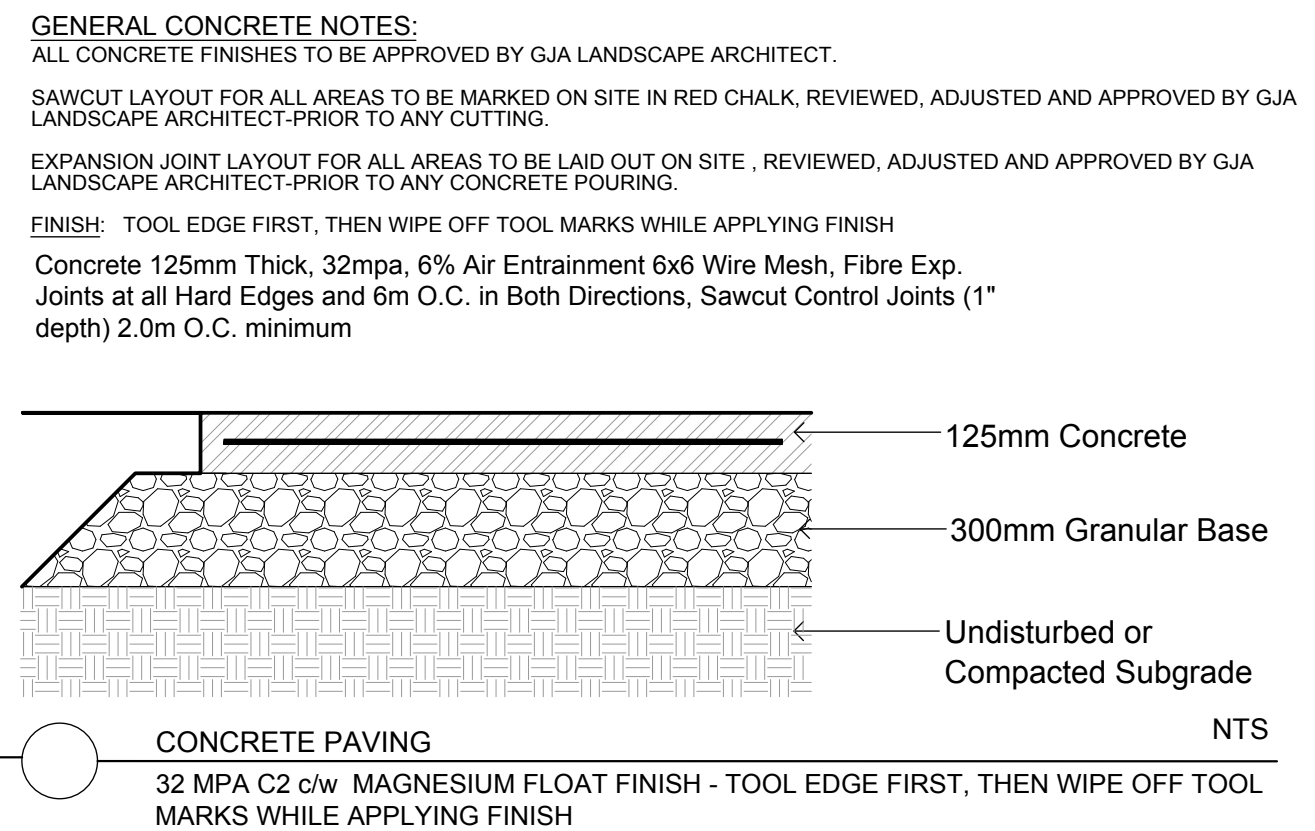 GENERAL CONCRETE NOTES:
ALL CONCRETE FINISHES TO BE APPROVED BY GJA LANDSCAPE ARCHITECT.
SAWCUT LAYOUT FOR ALL AREAS TO BE MARKED ON SITE IN RED CHALK, REVIEWED, ADJUSTED AND APPROVED BY GJA
LANDSCAPE ARCHITECT-PRIOR TO ANY CUTTING.
EXPANSION JOINT LAYOUT FOR ALL AREAS TO BE LAID OUT ON SITE , REVIEWED, ADJUSTED AND APPROVED BY GJA
LANDSCAPE ARCHITECT-PRIOR TO ANY CONCRETE POURING.
FINISH: TOOL EDGE FIRST, THEN WIPE OFF TOOL MARKS WHILE APPLYING FINISH
Concrete 125mm Thick, 32mpa, 6% Air Entrainment 6x6 Wire Mesh, Fibre Exp.
Joints at all Hard Edges and 6m O.C. in Both Directions, Sawcut Control Joints (1"
depth) 2.0m O.C. minimum
125mm Concrete
300mm Granular Base
Undisturbed or
Compacted Subgrade
CONCRETE PAVING
NTS
32 MPA C2 c/w MAGNESIUM FLOAT FINISH - TOOL EDGE FIRST, THEN WIPE OFF TOOL
MARKS WHILE APPLYING FINISH